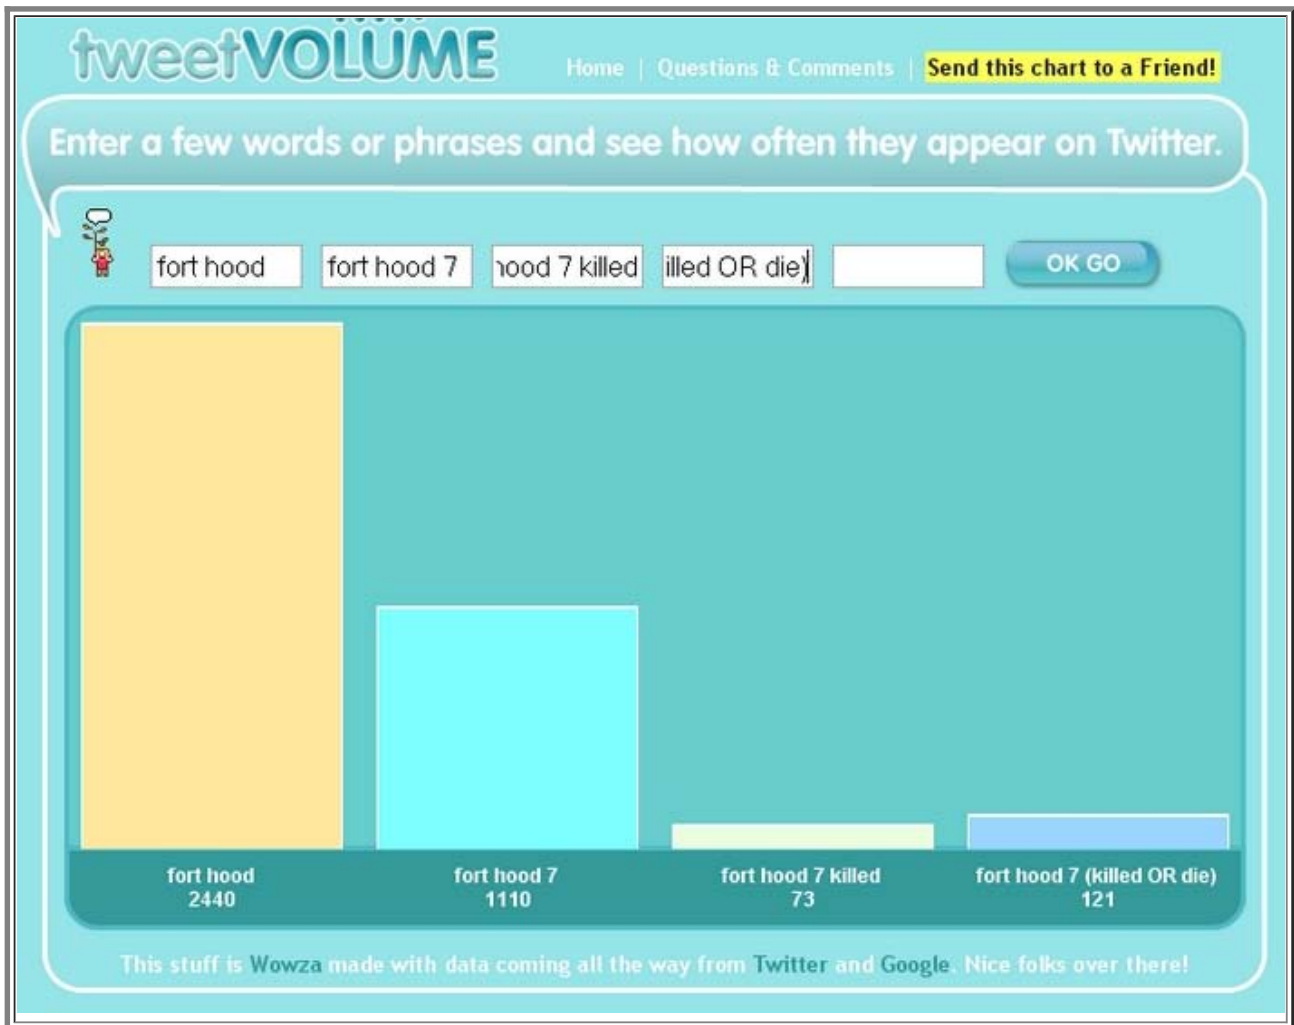 tweetVOLUME
Home | Questions & Comments | Send this chart to a Friend!
Enter a few words or phrases and see how often they appear on Twitter.
fort hood fort hood 7 hood 7 killed illed OR die) OK GO
fort hood fort hood 7 fort hood 7 killed fort hood 7 (killed OR die)
2440 1110 73 121
This stuff is Wowza made with data coming all the way from Twitter and Google. Nice folks over there!